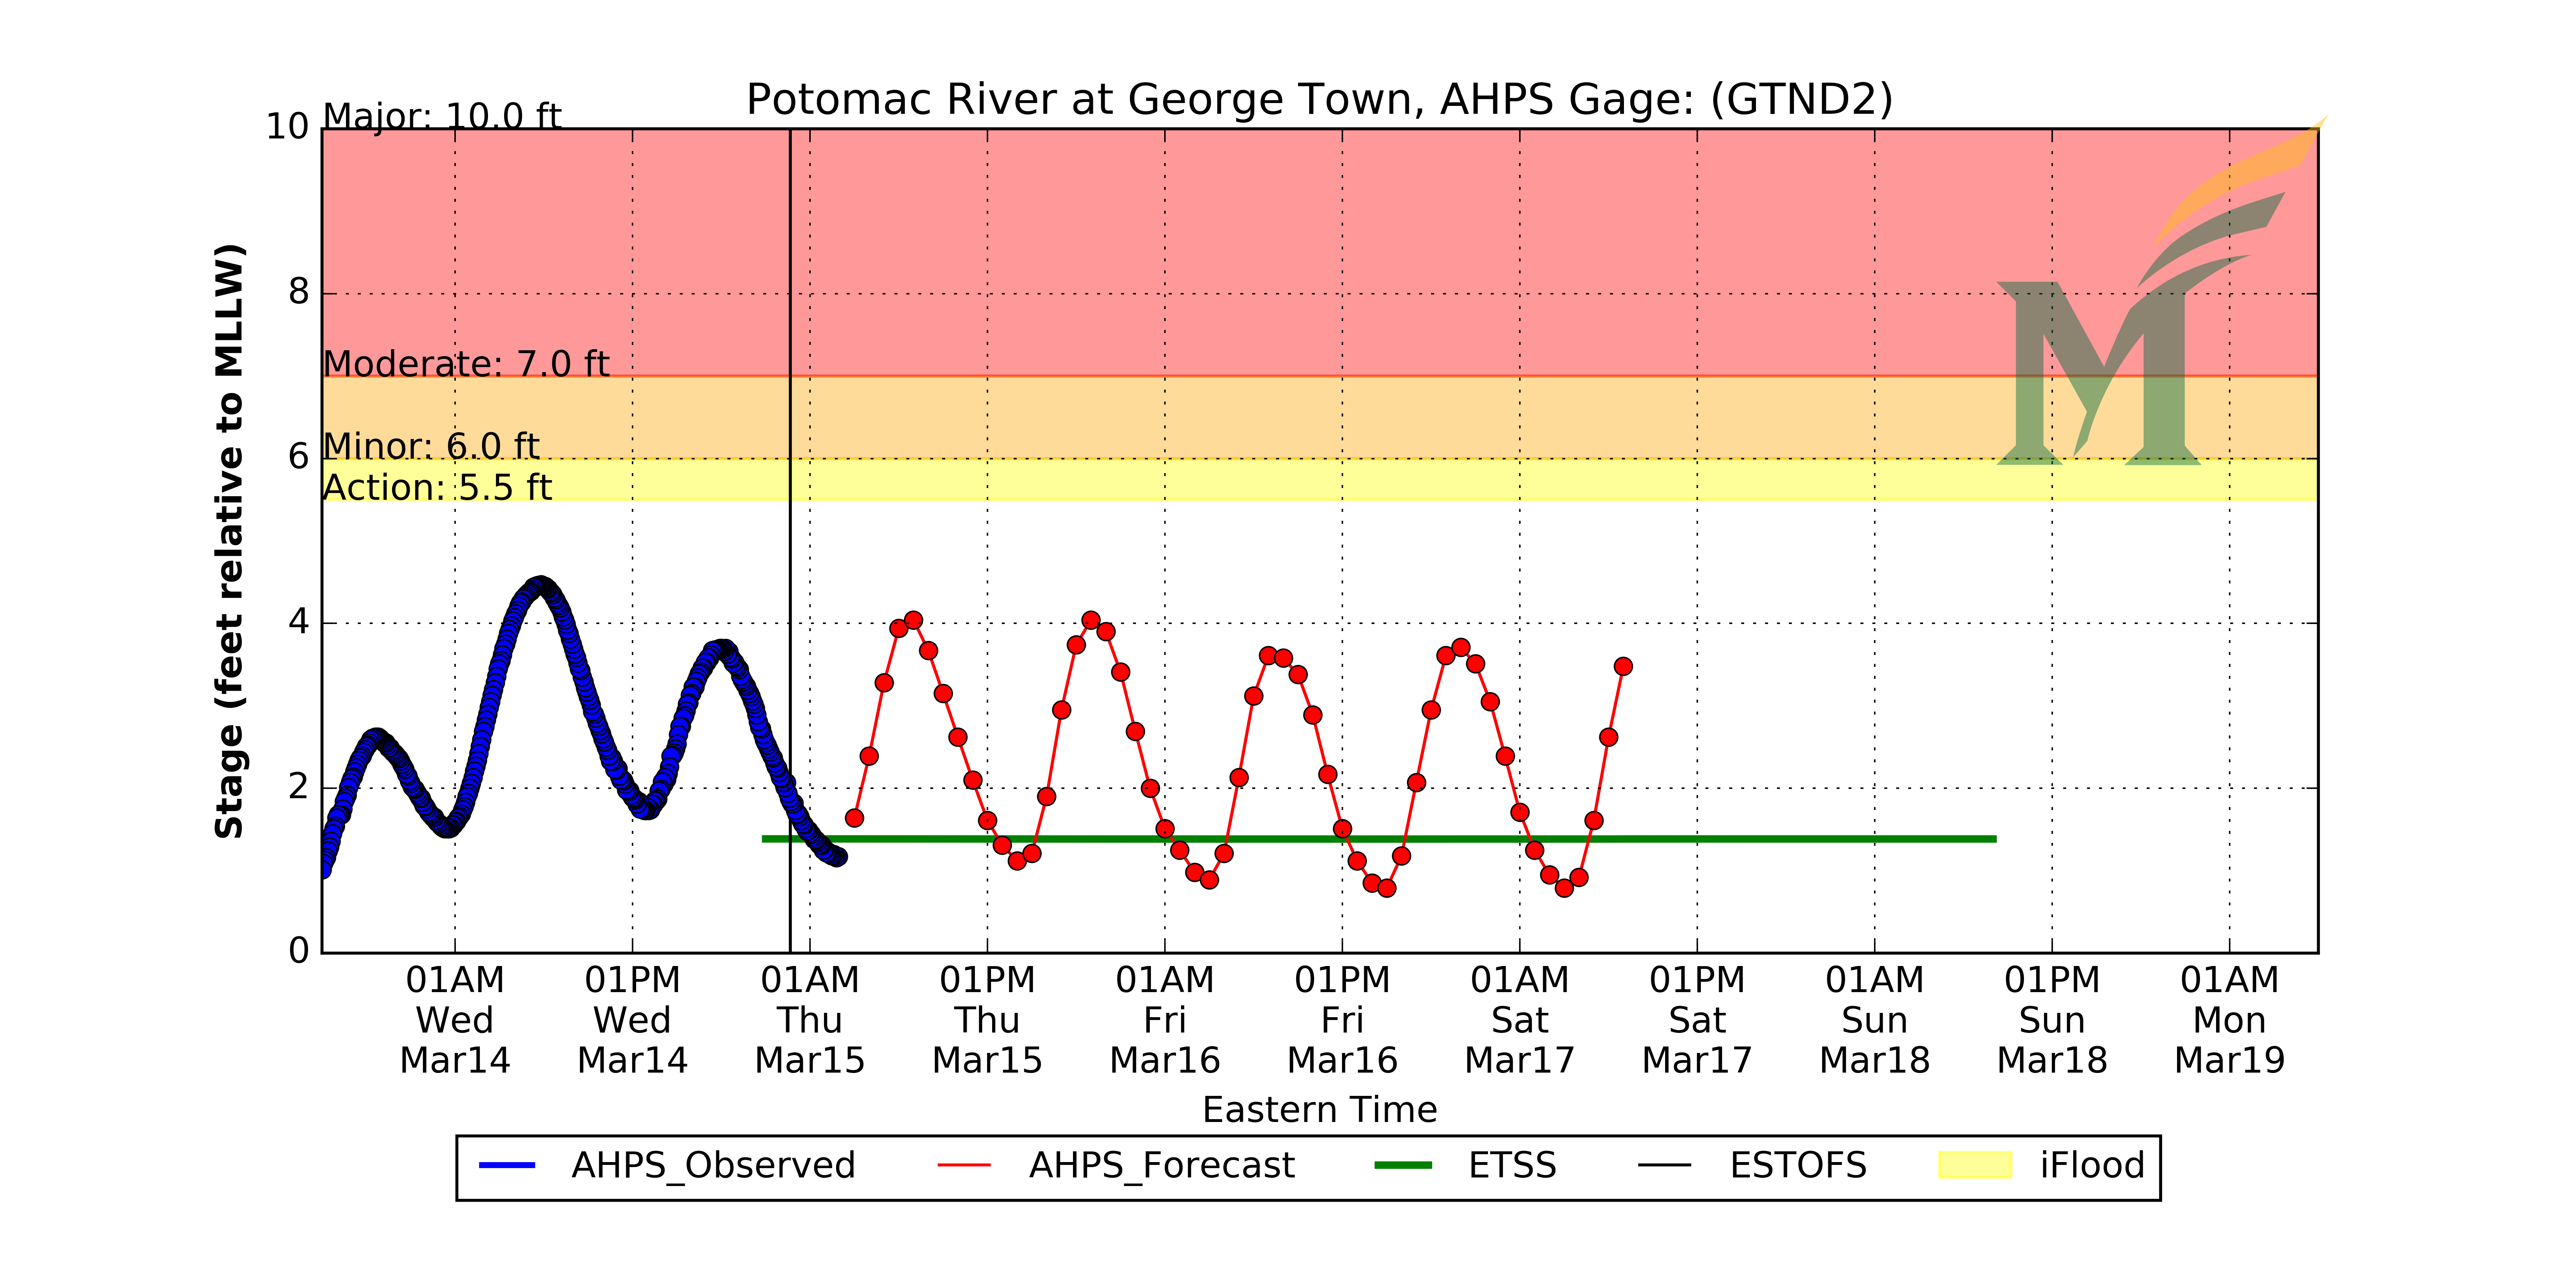 Potomac River at George Town, AHPS Gage: (GTND2)
Major: 10.0 ft
Moderate: 7.0 ft
Minor: 6.0 ft
Action: 5.5 ft
Stage (feet relative to MLLW)
10
8
6
4
2
0
01AM 01PM 01AM 01PM 01AM 01PM 01AM 01PM 01AM 01PM 01AM
Wed Wed Thu Thu Fri Fri Sat Sat Sun Sun Mon
Mar14 Mar14 Mar15 Mar15 Mar16 Mar16 Mar17 Mar17 Mar18 Mar18 Mar19
Eastern Time
AHPS_Observed AHPS_Forecast ETSS ESTOFS iFlood
M